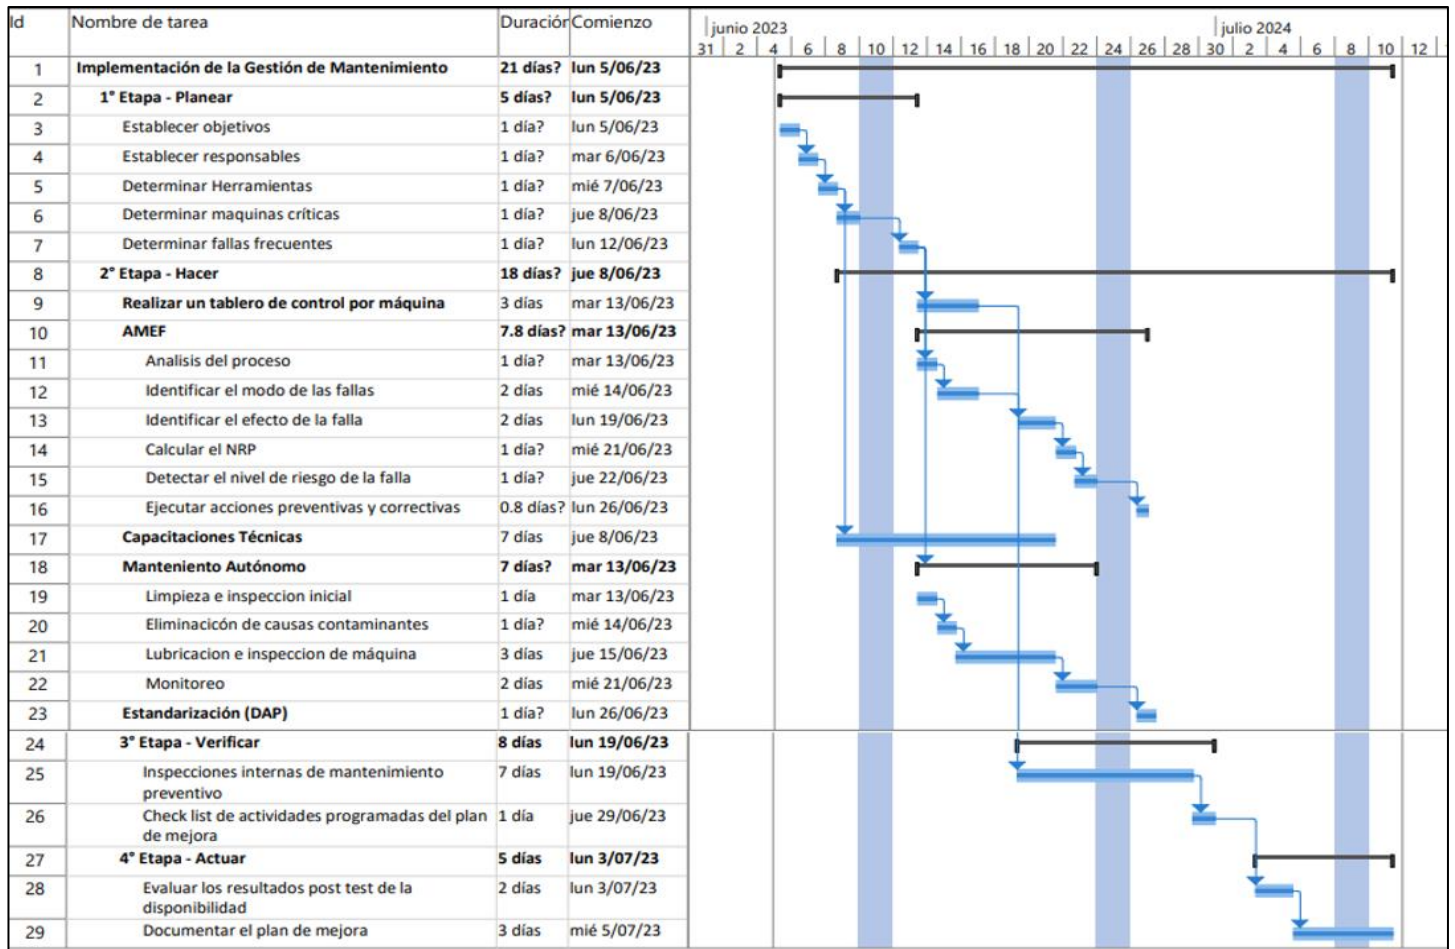 Id Nombre de tarea Duración Comienzo junio 2023 julio 2024
31 2 4 6 8 10 12 14 16 18 20 22 24 26 28 30 2 4 6 8 10 12
1 Implementación de la Gestión de Mantenimiento 21 días? lun 5/06/23
2 1° Etapa - Planear 5 días? lun 5/06/23
3 Establecer objetivos 1 día? lun 5/06/23
4 Establecer responsables 1 día? mar 6/06/23
5 Determinar Herramientas 1 día? mié 7/06/23
6 Determinar maquinas críticas 1 día? jue 8/06/23
7 Determinar fallas frecuentes 1 día? lun 12/06/23
8 2° Etapa - Hacer 18 días? jue 8/06/23
9 Realizar un tablero de control por máquina 3 días mar 13/06/23
10 AMEF 7.8 días? mar 13/06/23
11 Analisis del proceso 1 día? mar 13/06/23
12 Identificar el modo de las fallas 2 días mié 14/06/23
13 Identificar el efecto de la falla 2 días lun 19/06/23
14 Calcular el NRP 1 día? mié 21/06/23
15 Detectar el nivel de riesgo de la falla 1 día? jue 22/06/23
16 Ejecutar acciones preventivas y correctivas 0.8 días? lun 26/06/23
17 Capacitaciones Técnicas 7 días jue 8/06/23
18 Manteniento Autónomo 7 días? mar 13/06/23
19 Limpieza e inspeccion inicial 1 día mar 13/06/23
20 Eliminacicón de causas contaminantes 1 día? mié 14/06/23
21 Lubricacion e inspeccion de máquina 3 días jue 15/06/23
22 Monitoreo 2 días mié 21/06/23
23 Estandarización (DAP) 1 día? lun 26/06/23
24 3° Etapa - Verificar 8 días lun 19/06/23
25 Inspecciones internas de mantenimiento 7 días lun 19/06/23
preventivo
26 Check list de actividades programadas del plan 1 día jue 29/06/23
de mejora
27 4° Etapa - Actuar 5 días lun 3/07/23
28 Evaluar los resultados post test de la 2 días lun 3/07/23
disponibilidad
29 Documentar el plan de mejora 3 días mié 5/07/23